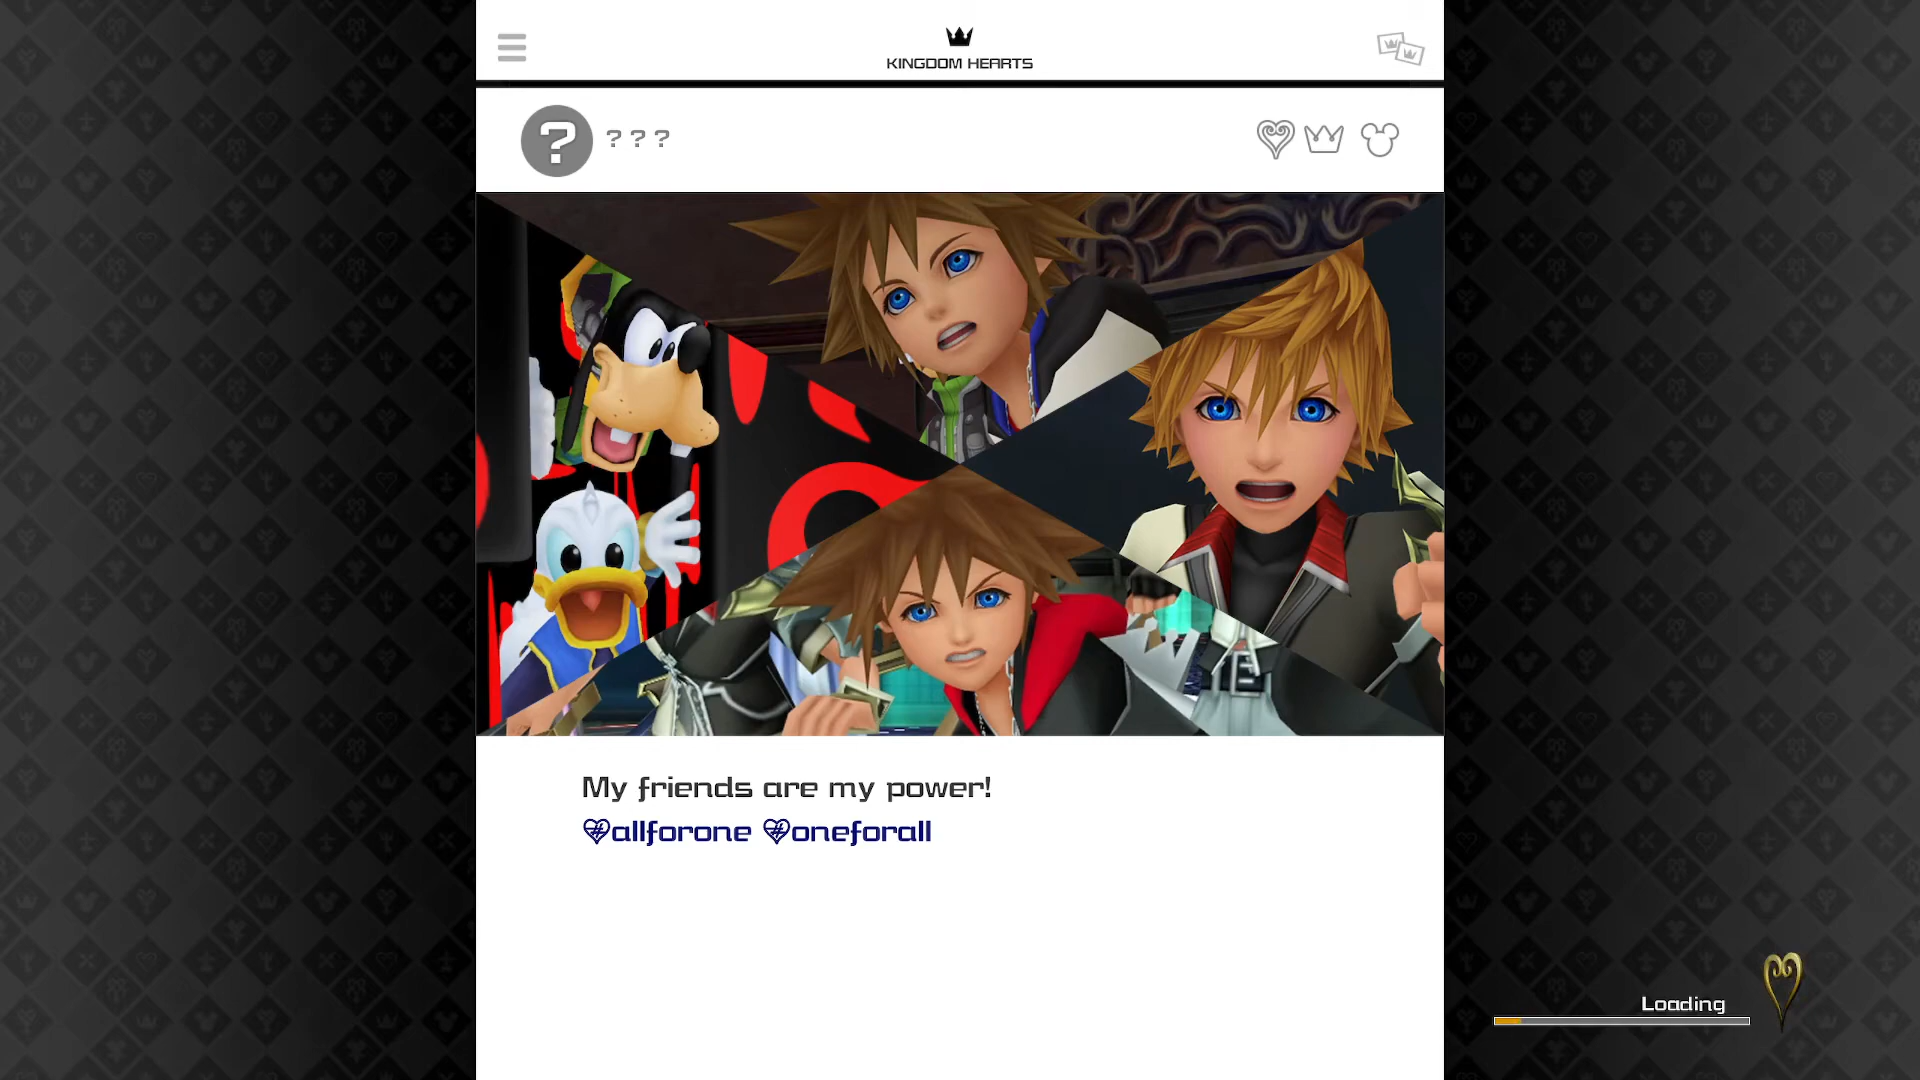 KINGDOM HEARTS
? ? ? ?
My friends are my power!
#allforone #oneforall
Loading